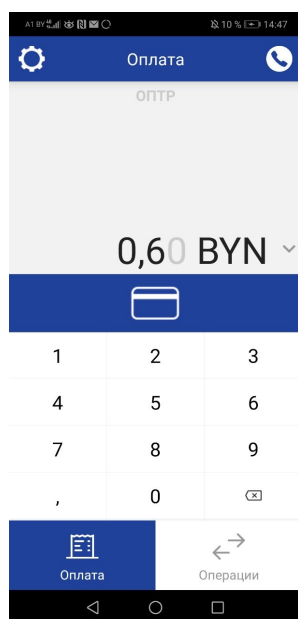 A1 BY 10 % 14:47
Оплата
ОПТР
0,60 BYN
1 2 3
4 5 6
7 8 9
, 0
Оплата Операции